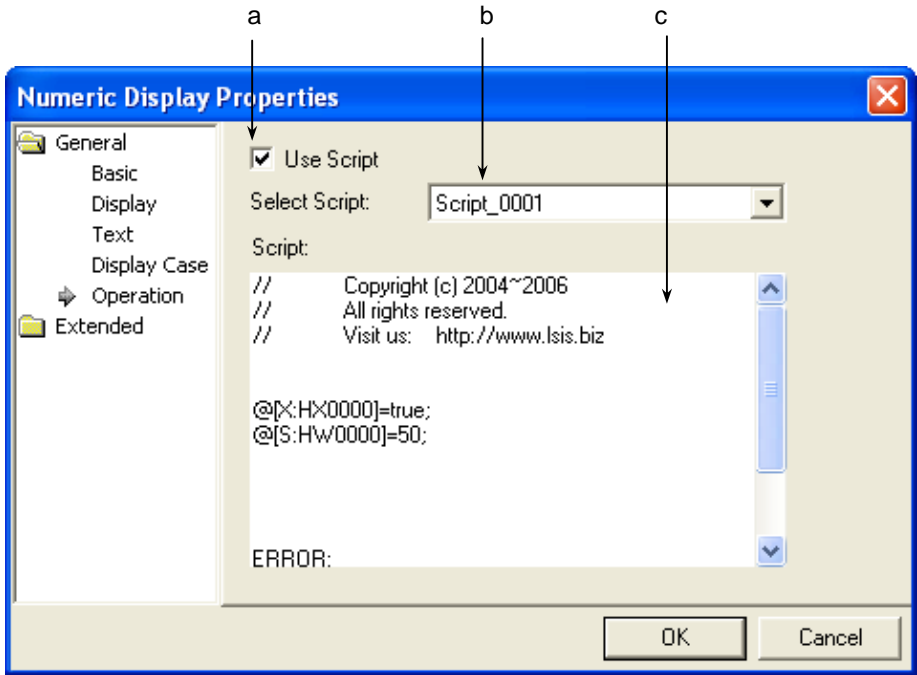 a b c
Numeric Display Properties
General
Basic
Display
Text
Display Case
Operation
Extended
Use Script
Select Script: Script_0001
Script:
// Copyright (c) 2004~2006
// All rights reserved.
// Visit us: http://www.lsis.biz
@[X:HX0000]=true;
@[S:HW0000]=50;
ERROR:
OK Cancel